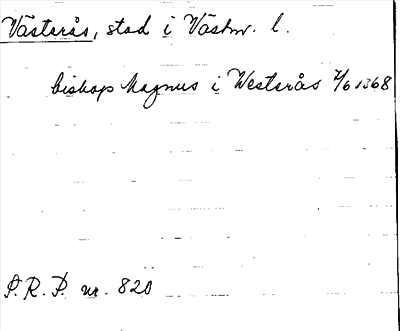 Västerås, stad i Västm. l.
biskop Magnus i Westerås 7/6 1368
S. R. P. nr. 820